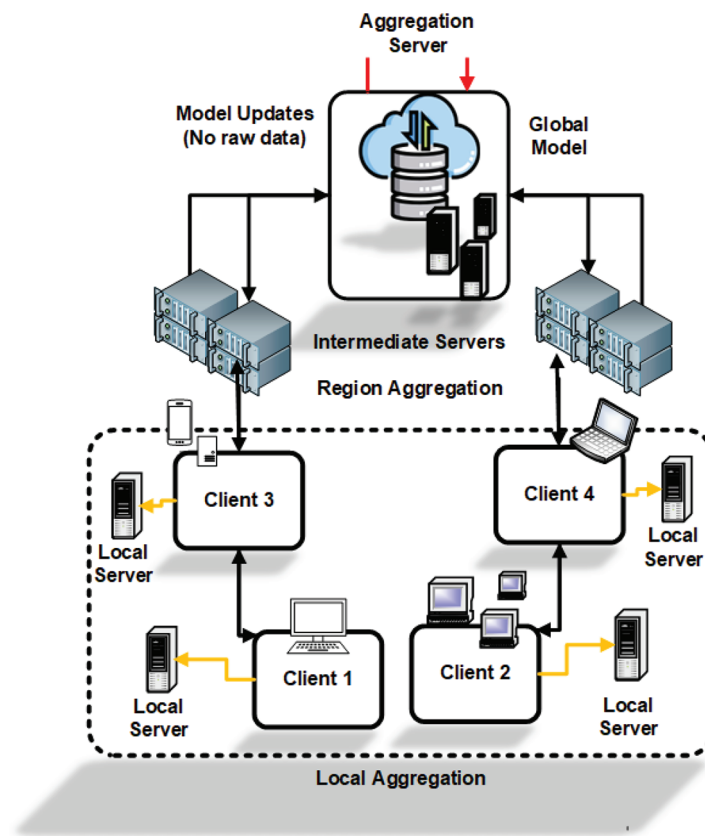 Aggregation
Server
Model Updates
(No raw data)
Global
Model
Intermediate Servers
Region Aggregation
Client 3
Client 4
Local
Server
Local
Server
Client 1
Client 2
Local
Server
Local
Server
Local Aggregation